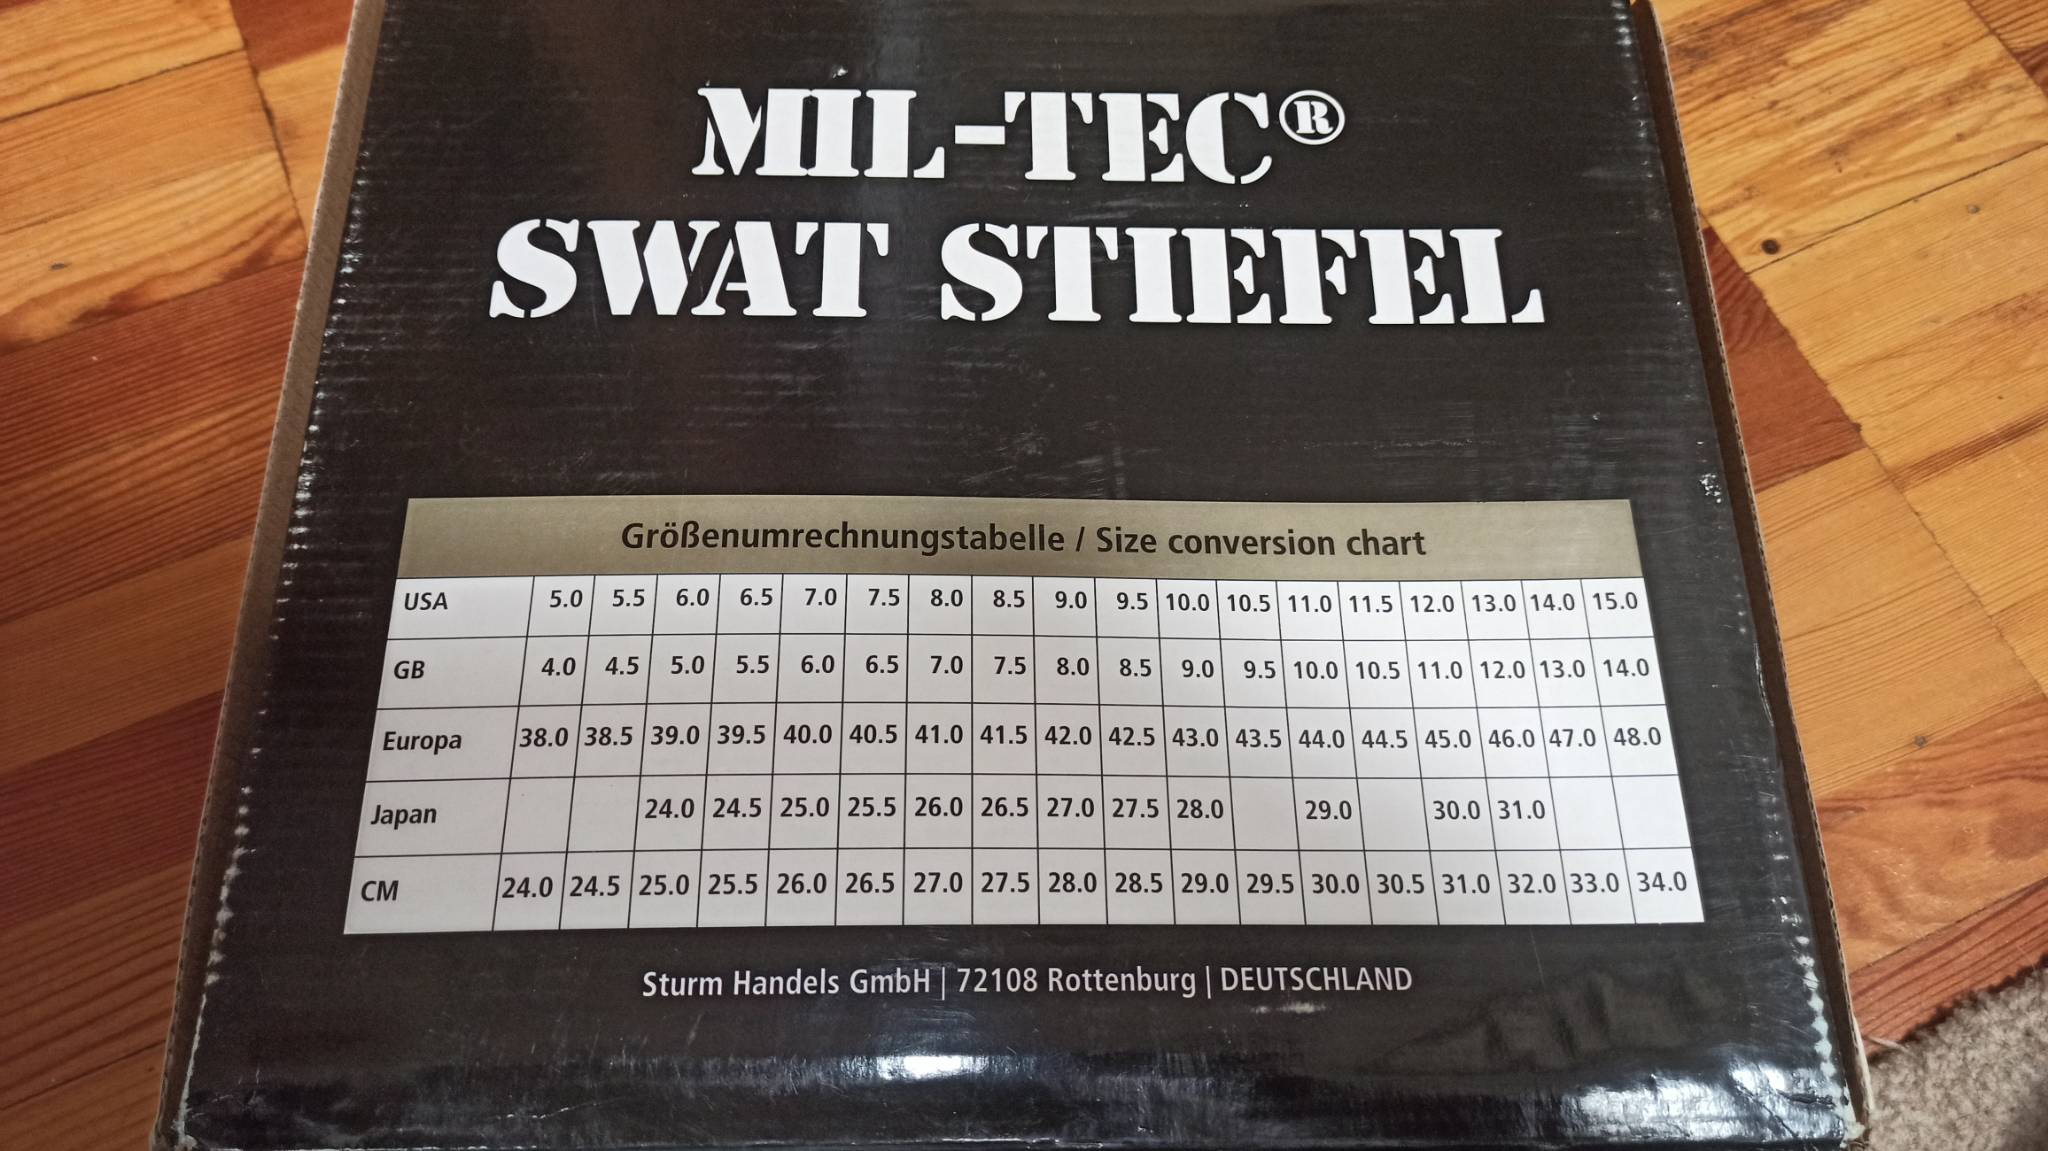 MIL-TEC®
SWAT STIEFEL
Größenumrechnungstabelle / Size conversion chart
USA 5.0 5.5 6.0 6.5 7.0 7.5 8.0 8.5 9.0 9.5 10.0 10.5 11.0 11.5 12.0 13.0 14.0 15.0
GB 4.0 4.5 5.0 5.5 6.0 6.5 7.0 7.5 8.0 8.5 9.0 9.5 10.0 10.5 11.0 12.0 13.0 14.0
Europa 38.0 38.5 39.0 39.5 40.0 40.5 41.0 41.5 42.0 42.5 43.0 43.5 44.0 44.5 45.0 46.0 47.0 48.0
Japan 24.0 24.5 25.0 25.5 26.0 26.5 27.0 27.5 28.0 29.0 30.0 31.0
CM 24.0 24.5 25.0 25.5 26.0 26.5 27.0 27.5 28.0 28.5 29.0 29.5 30.0 30.5 31.0 32.0 33.0 34.0
Sturm Handels GmbH | 72108 Rottenburg | DEUTSCHLAND